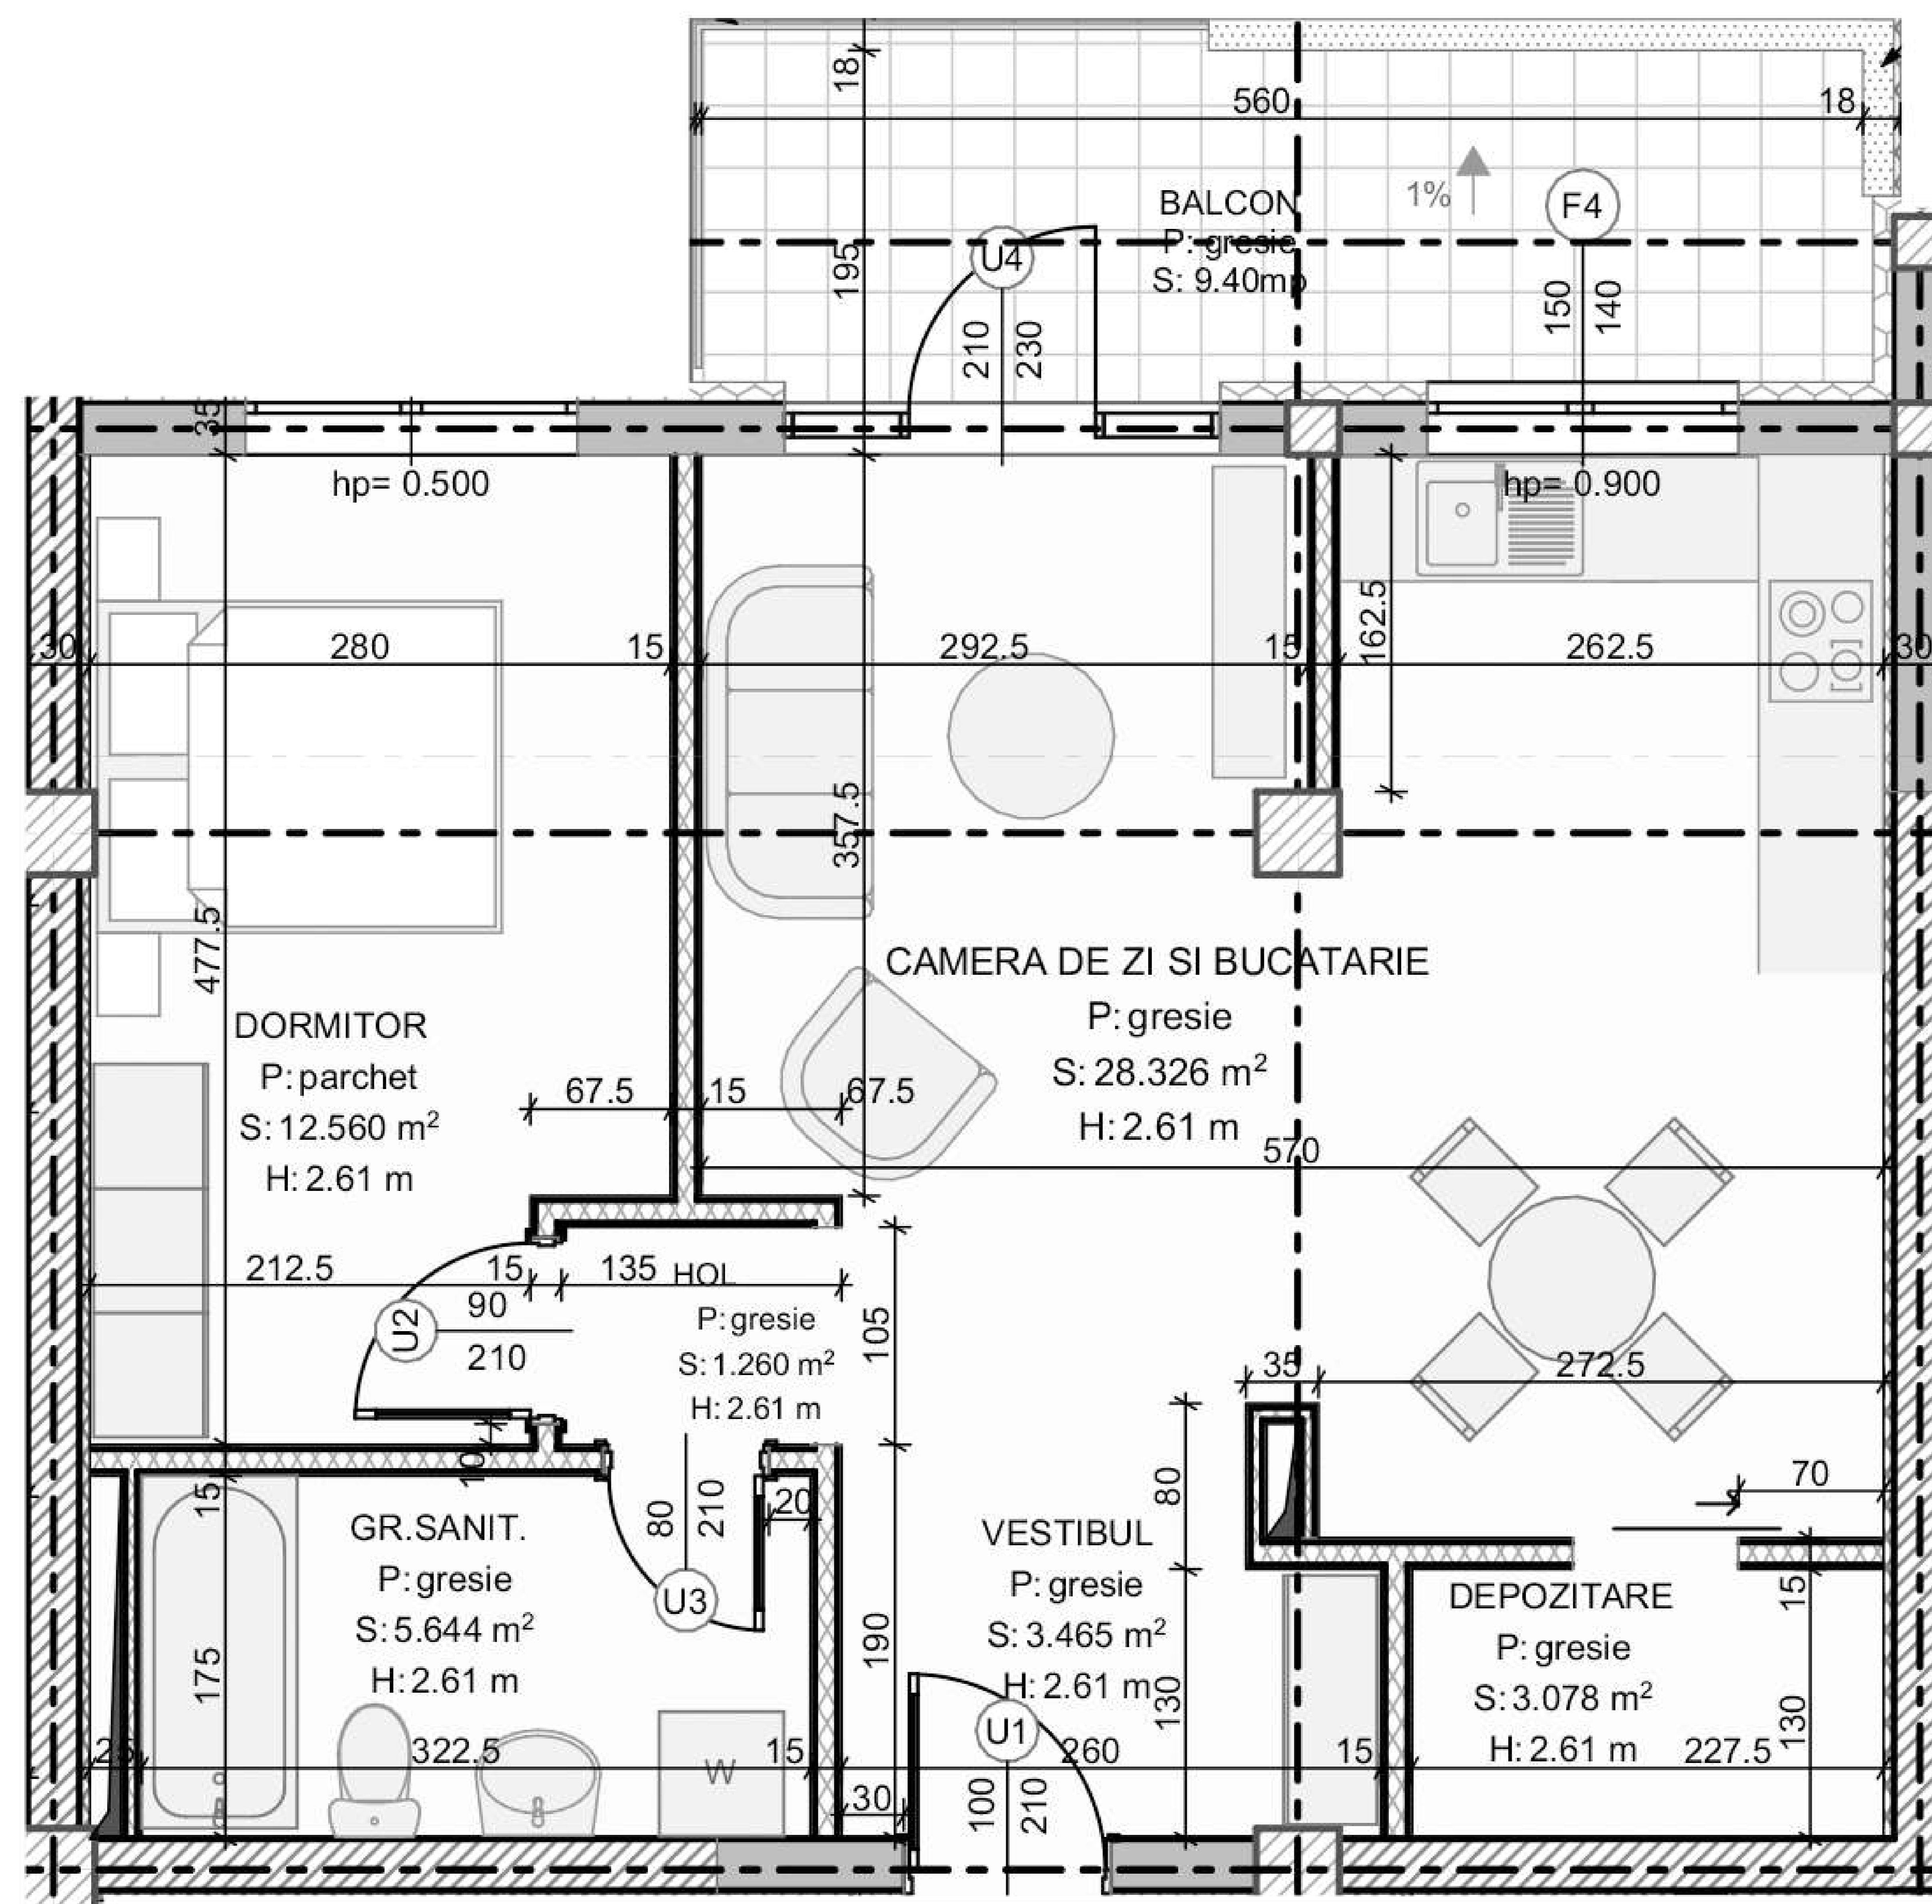 18
560
18
BALCON
P: gresie
S: 9.40mp
1%
F4
U4
195
210
230
150
140
35
hp= 0.500
hp= 0.900
162.5
30
280
15
292.5
15
262.5
30
357.5
477.5
CAMERA DE ZI SI BUCATARIE
P: gresie
S: 28.326 m²
H: 2.61 m
DORMITOR
P: parchet
S: 12.560 m²
H: 2.61 m
67.5
15
67.5
570
212.5
15
135
HOL
P: gresie
S: 1.260 m²
H: 2.61 m
U2
90
210
105
35
272.5
10
15
80
210
20
80
70
GR.SANIT.
P: gresie
S: 5.644 m²
H: 2.61 m
U3
VESTIBUL
P: gresie
S: 3.465 m²
H: 2.61 m
DEPOZITARE
P: gresie
S: 3.078 m²
H: 2.61 m
15
175
190
130
130
U1
25
322.5
W
15
260
15
227.5
30
100
210